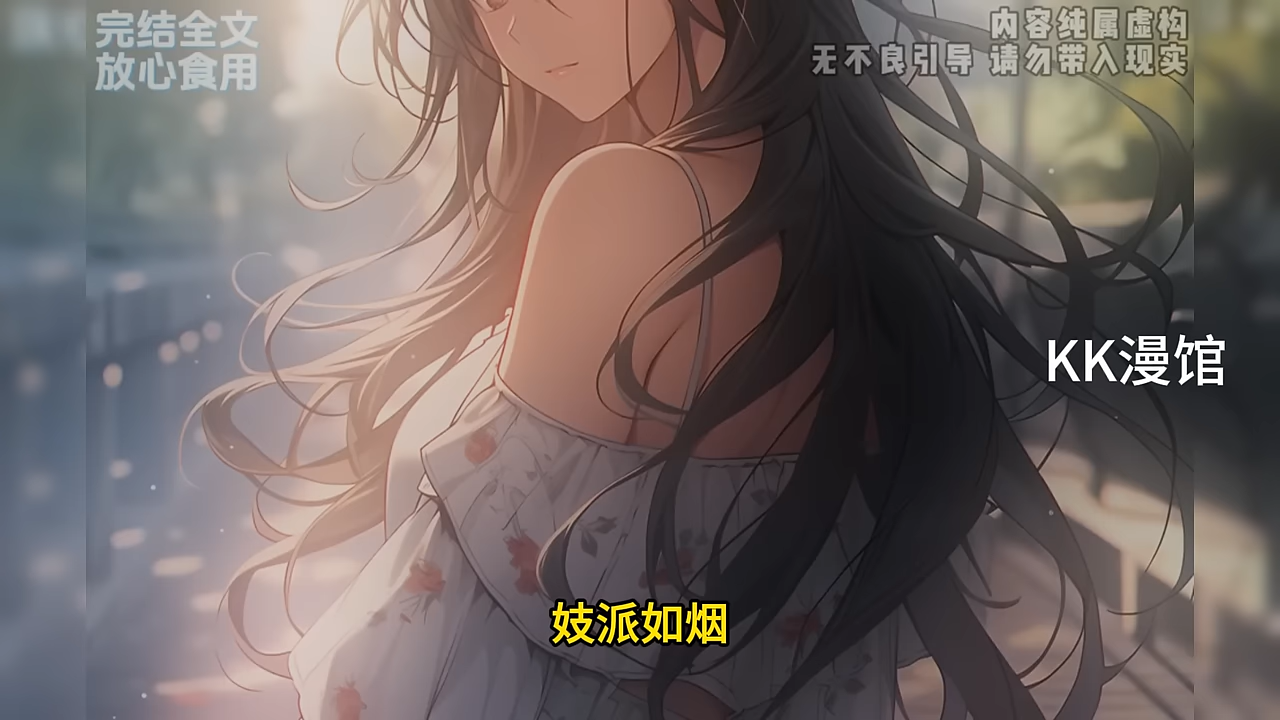 完结全文
放心食用
内容纯属虚构
无不良引导 请勿带入现实
KK漫馆
妓派如烟